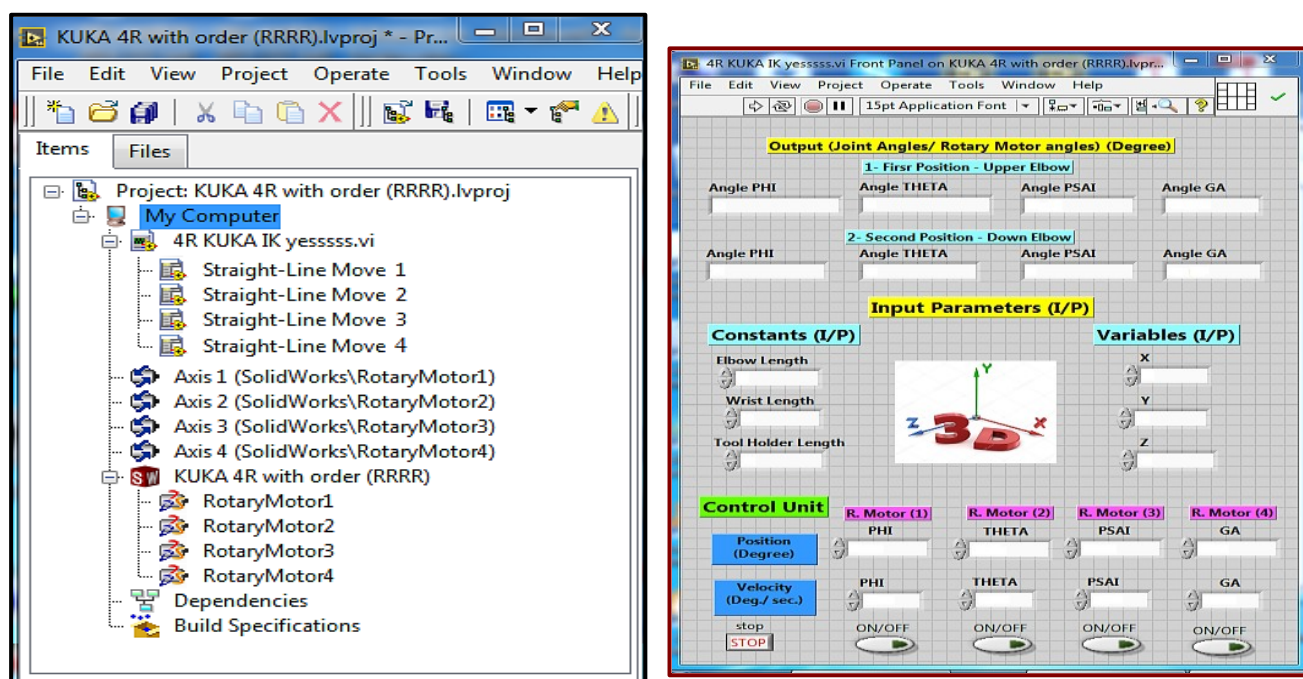 KUKA 4R with order (RRRR).lvproj * - Pr...
File Edit View Project Operate Tools Window Help
Items Files
Project: KUKA 4R with order (RRRR).lvproj
My Computer
4R KUKA IK yesssss.vi
Straight-Line Move 1
Straight-Line Move 2
Straight-Line Move 3
Straight-Line Move 4
Axis 1 (SolidWorks\RotaryMotor1)
Axis 2 (SolidWorks\RotaryMotor2)
Axis 3 (SolidWorks\RotaryMotor3)
Axis 4 (SolidWorks\RotaryMotor4)
SW KUKA 4R with order (RRRR)
RotaryMotor1
RotaryMotor2
RotaryMotor3
RotaryMotor4
Dependencies
Build Specifications
4R KUKA IK yesssss.vi Front Panel on KUKA 4R with order (RRRR).lvpr...
File Edit View Project Operate Tools Window Help
15pt Application Font
Output (Joint Angles/ Rotary Motor angles) (Degree)
1- Firsr Position - Upper Elbow
Angle PHI Angle THETA Angle PSAI Angle GA
2- Second Position - Down Elbow
Angle PHI Angle THETA Angle PSAI Angle GA
Input Parameters (I/P)
Constants (I/P) Variables (I/P)
Elbow Length X
Wrist Length Y
Tool Holder Length Z
Y
Z 3D X
Control Unit R. Motor (1) R. Motor (2) R. Motor (3) R. Motor (4)
PHI THETA PSAI GA
Position
(Degree)
PHI THETA PSAI GA
Velocity
(Deg./ sec.)
stop ON/OFF ON/OFF ON/OFF ON/OFF
STOP